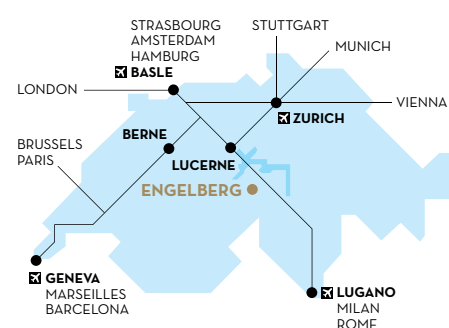 STRASBOURG
AMSTERDAM
HAMBURG
BASLE
STUTTGART
MUNICH
LONDON
VIENNA
ZURICH
BERNE
BRUSSELS
PARIS
LUCERNE
ENGELBERG
GENEVA
MARSEILLES
BARCELONA
LUGANO
MILAN
ROME